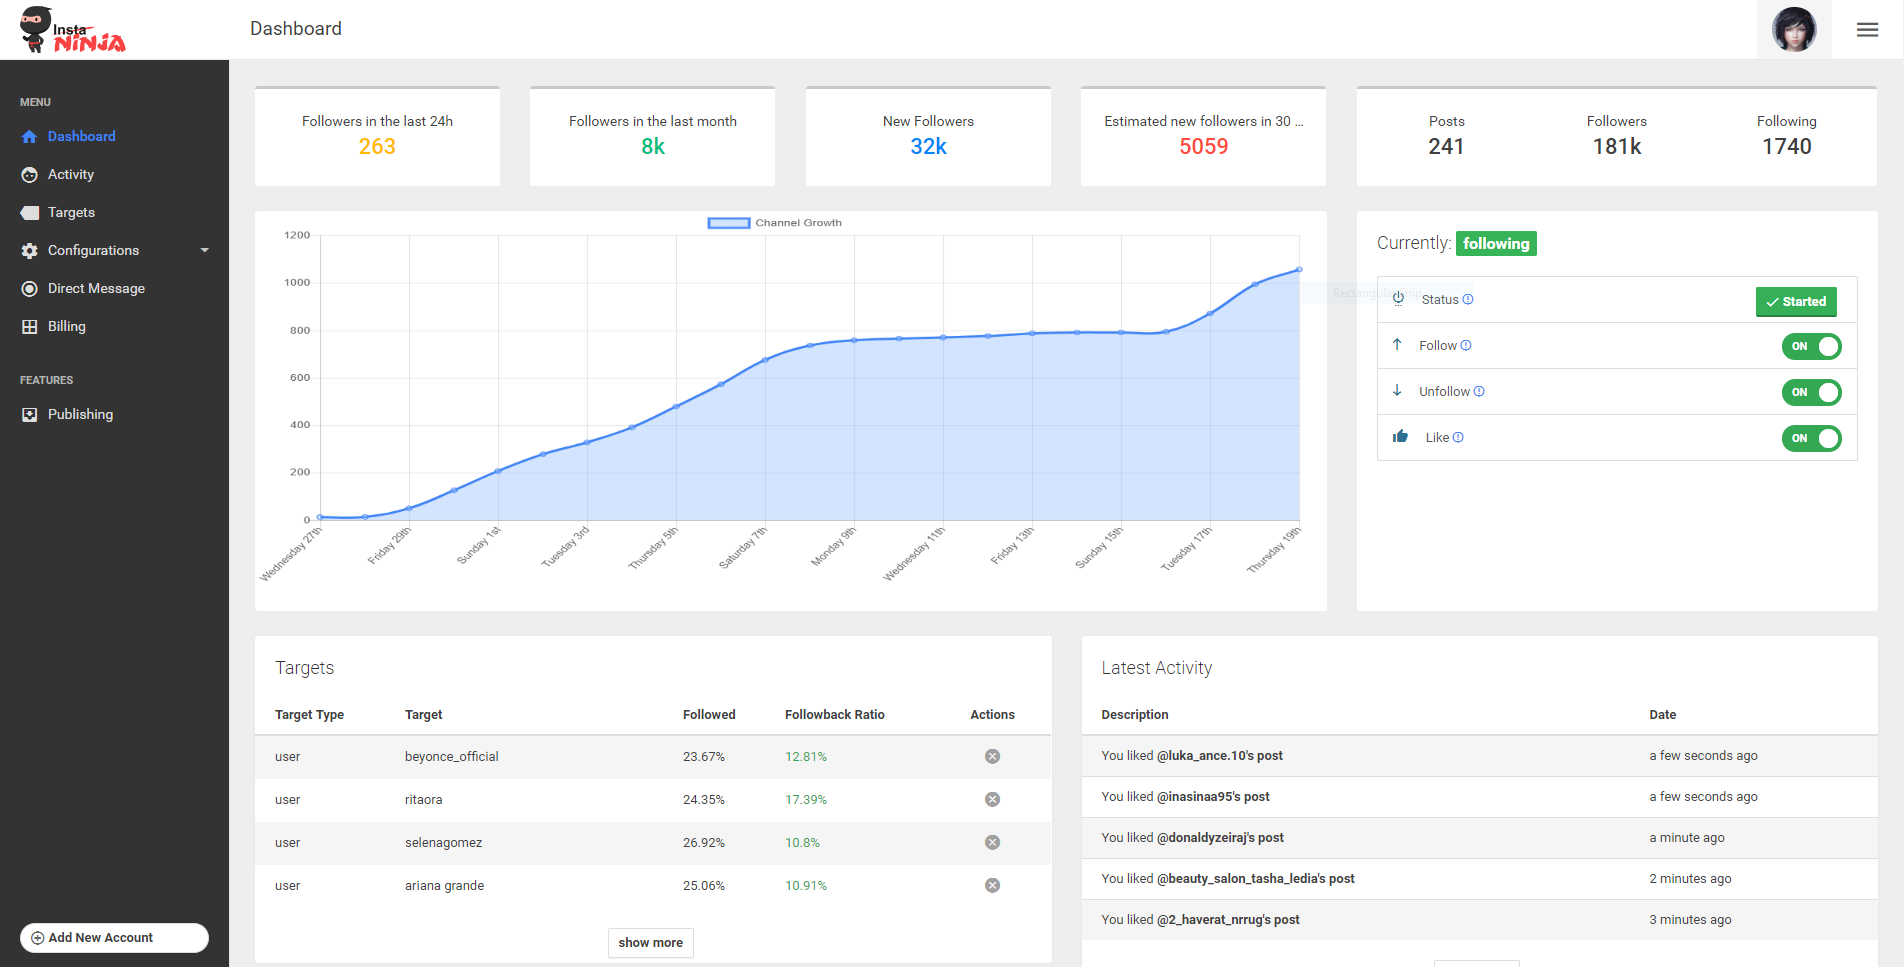 Insta
NINJA
Dashboard
MENU
Dashboard
Activity
Targets
Configurations
Direct Message
Billing
FEATURES
Publishing
Add New Account
Followers in the last 24h
263
Followers in the last month
8k
New Followers
32k
Estimated new followers in 30 ...
5059
Posts Followers Following
241 181k 1740
Channel Growth
1200
1000
800
600
400
200
0
Wednesday 27th
Friday 29th
Sunday 1st
Tuesday 3rd
Thursday 5th
Saturday 7th
Monday 9th
Wednesday 11th
Friday 13th
Sunday 15th
Tuesday 17th
Thursday 19th
Currently: following
Rectangular Snip
Status Started
Follow ON
Unfollow ON
Like ON
Targets
Target Type Target Followed Followback Ratio Actions
user beyonce_official 23.67% 12.81%
user ritaora 24.35% 17.39%
user selenagomez 26.92% 10.8%
user ariana grande 25.06% 10.91%
show more
Latest Activity
Description Date
You liked @luka_ance.10's post a few seconds ago
You liked @inasinaa95's post a few seconds ago
You liked @donaldyzeiraj's post a minute ago
You liked @beauty_salon_tasha_ledia's post 2 minutes ago
You liked @2_haverat_nrrug's post 3 minutes ago